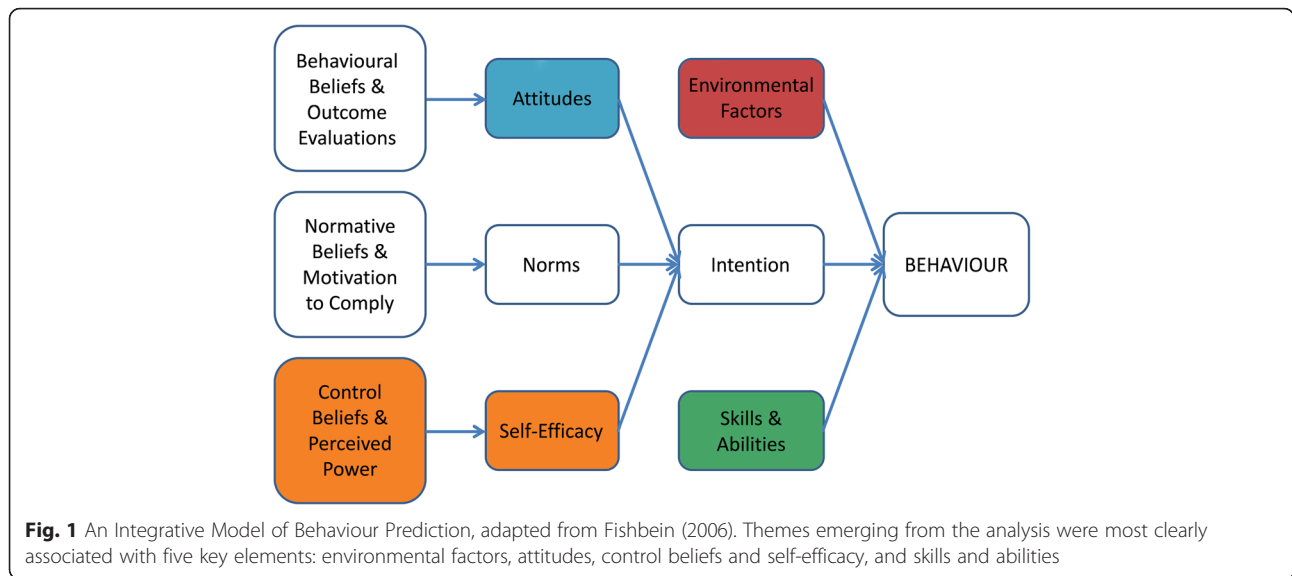 Behavioural
Beliefs &
Outcome
Evaluations
Attitudes
Environmental
Factors
Normative
Beliefs &
Motivation
to Comply
Norms
Intention
BEHAVIOUR
Control
Beliefs &
Perceived
Power
Self-Efficacy
Skills &
Abilities
Fig. 1 An Integrative Model of Behaviour Prediction, adapted from Fishbein (2006). Themes emerging from the analysis were most clearly
associated with five key elements: environmental factors, attitudes, control beliefs and self-efficacy, and skills and abilities